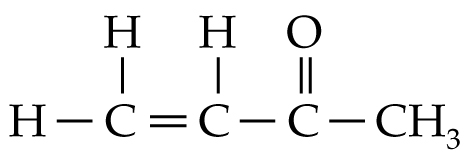 H H O
H — C = C — C — CH₃